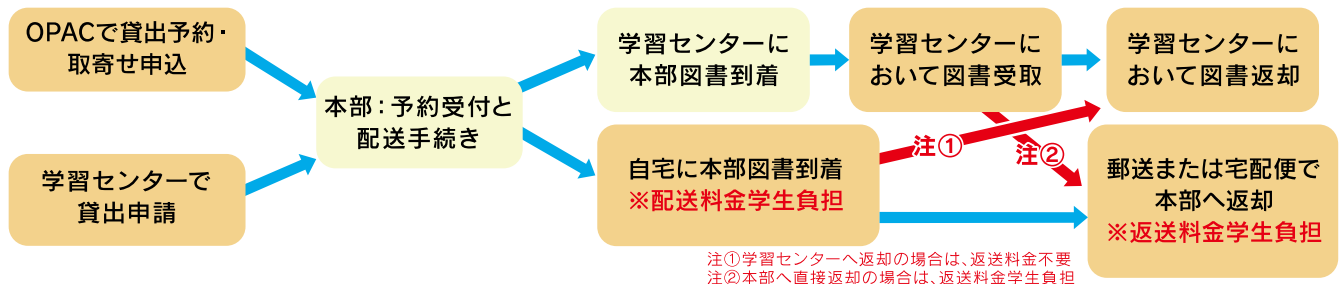 OPACで貸出予約・
取寄せ申込
学習センターで
貸出申請
本部：予約受付と
配送手続き
学習センターに
本部図書到着
学習センターに
おいて図書受取
学習センターに
おいて図書返却
自宅に本部図書到着
※配送料金学生負担
注①
注②
郵送または宅配便で
本部へ返却
※返送料金学生負担
注①学習センターへ返却の場合は、返送料金不要
注②本部へ直接返却の場合は、返送料金学生負担